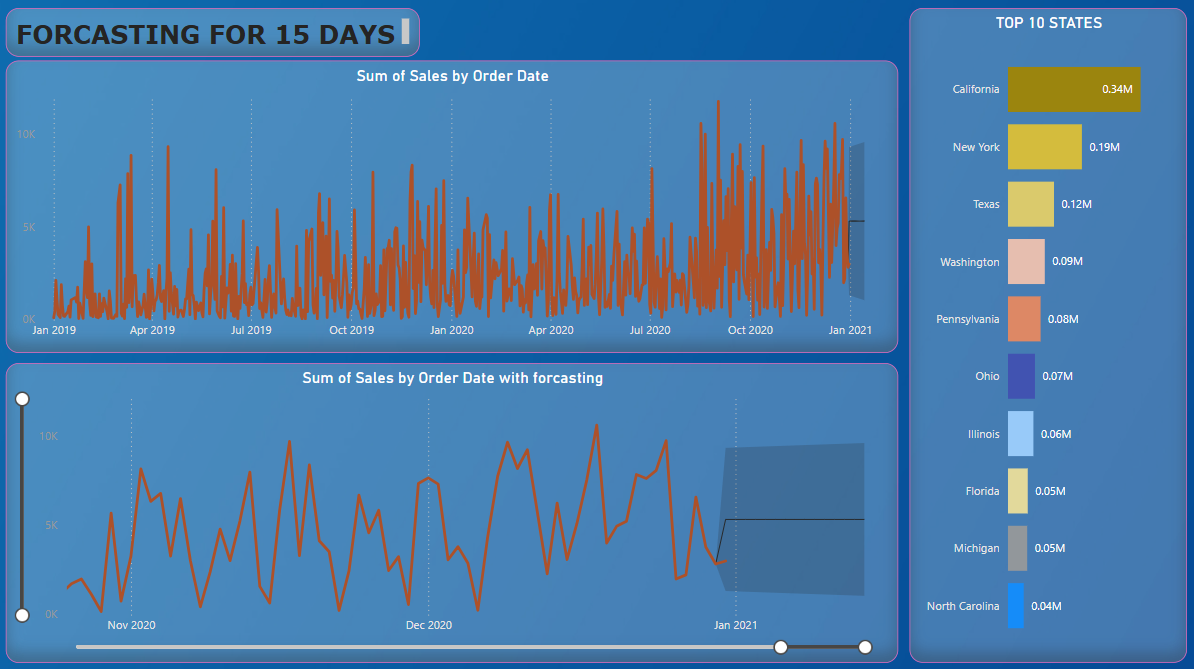 FORCASTING FOR 15 DAYS
Sum of Sales by Order Date
10K
5K
0K
Jan 2019 Apr 2019 Jul 2019 Oct 2019 Jan 2020 Apr 2020 Jul 2020 Oct 2020 Jan 2021
Sum of Sales by Order Date with forcasting
10K
5K
0K
Nov 2020 Dec 2020 Jan 2021
TOP 10 STATES
California 0.34M
New York 0.19M
Texas 0.12M
Washington 0.09M
Pennsylvania 0.08M
Ohio 0.07M
Illinois 0.06M
Florida 0.05M
Michigan 0.05M
North Carolina 0.04M